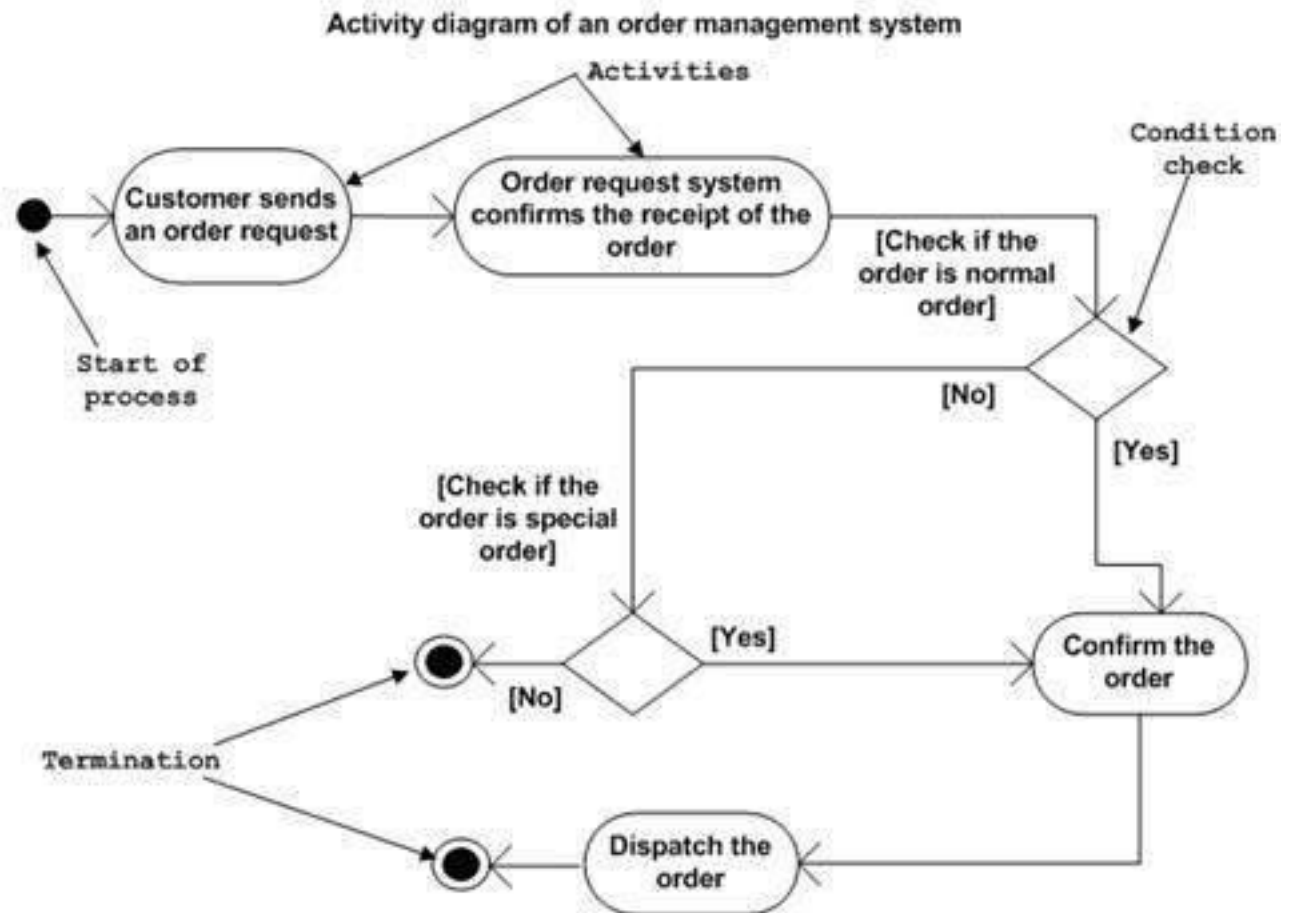 Activity diagram of an order management system
Activities
Condition
check
Customer sends
an order request
Order request system
confirms the receipt of the
order
[Check if the
order is normal
order]
Start of
process
[No]
[Yes]
[Check if the
order is special
order]
[Yes]
[No]
Confirm the
order
Termination
Dispatch the
order